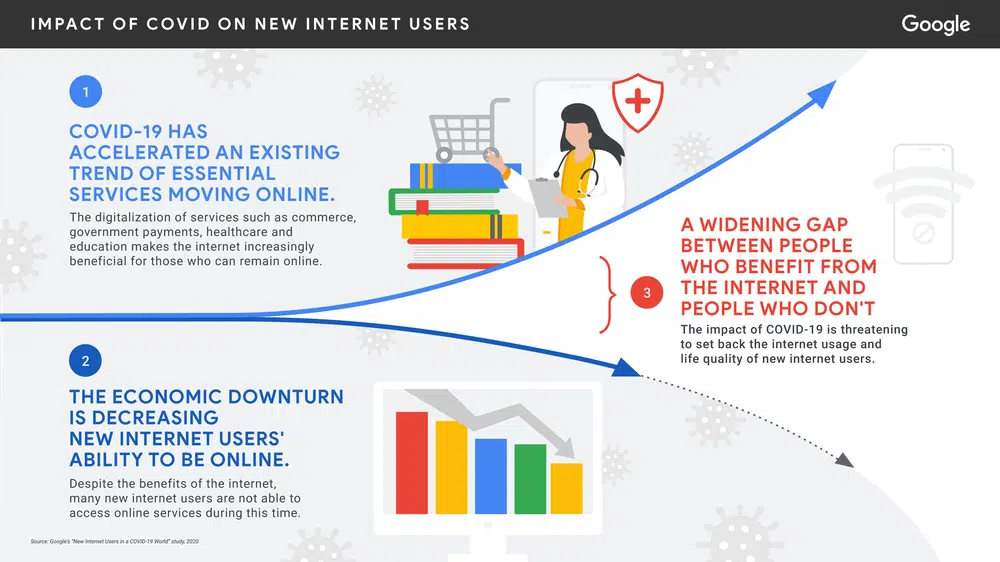 IMPACT OF COVID ON NEW INTERNET USERS
Google
1
COVID-19 HAS
ACCELERATED AN EXISTING
TREND OF ESSENTIAL
SERVICES MOVING ONLINE.
The digitalization of services such as commerce,
government payments, healthcare and
education makes the internet increasingly
beneficial for those who can remain online.
2
THE ECONOMIC DOWNTURN
IS DECREASING
NEW INTERNET USERS'
ABILITY TO BE ONLINE.
Despite the benefits of the internet,
many new internet users are not able to
access online services during this time.
3
A WIDENING GAP
BETWEEN PEOPLE
WHO BENEFIT FROM
THE INTERNET AND
PEOPLE WHO DON'T
The impact of COVID-19 is threatening
to set back the internet usage and
life quality of new internet users.
Source: Google's "New Internet Users in a COVID-19 World" study, 2020